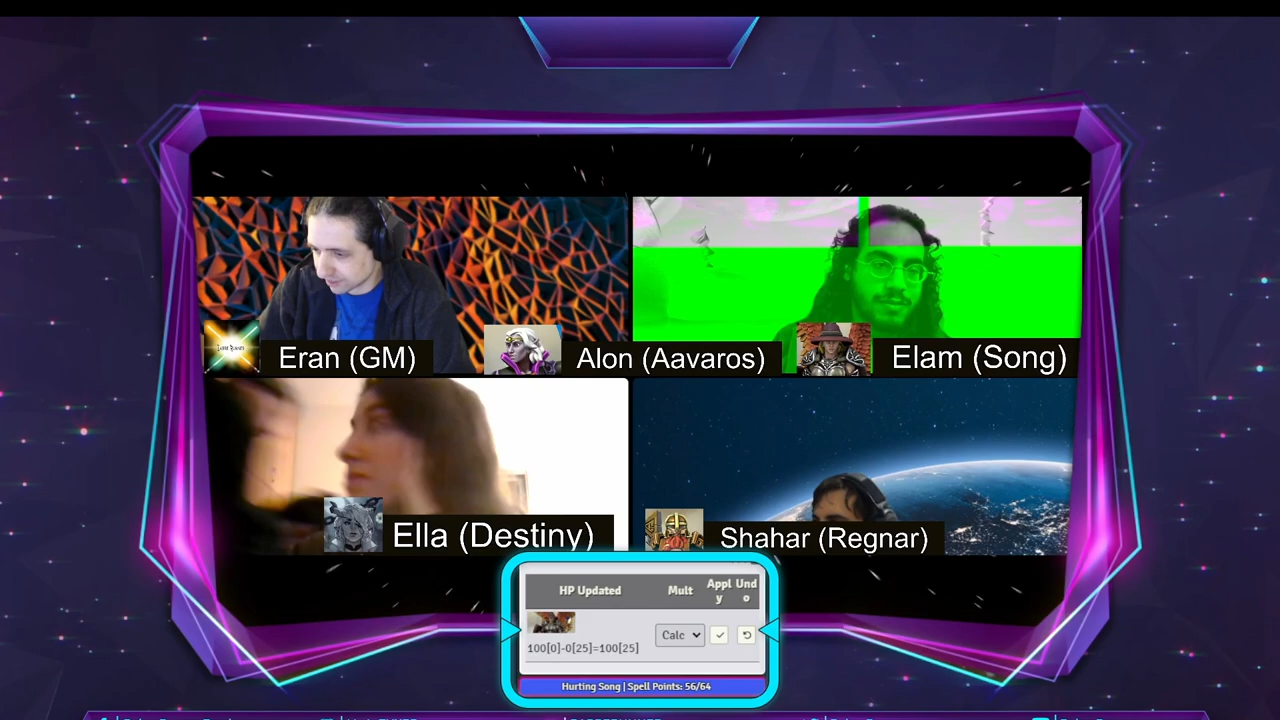 Eran (GM)
Alon (Aavaros)
Elam (Song)
Ella (Destiny)
Shahar (Regnar)
HP Updated
Mult
Appl
y
Und
o
Calc
100[0]-0[25]=100[25]
Hurting Song | Spell Points: 56/64